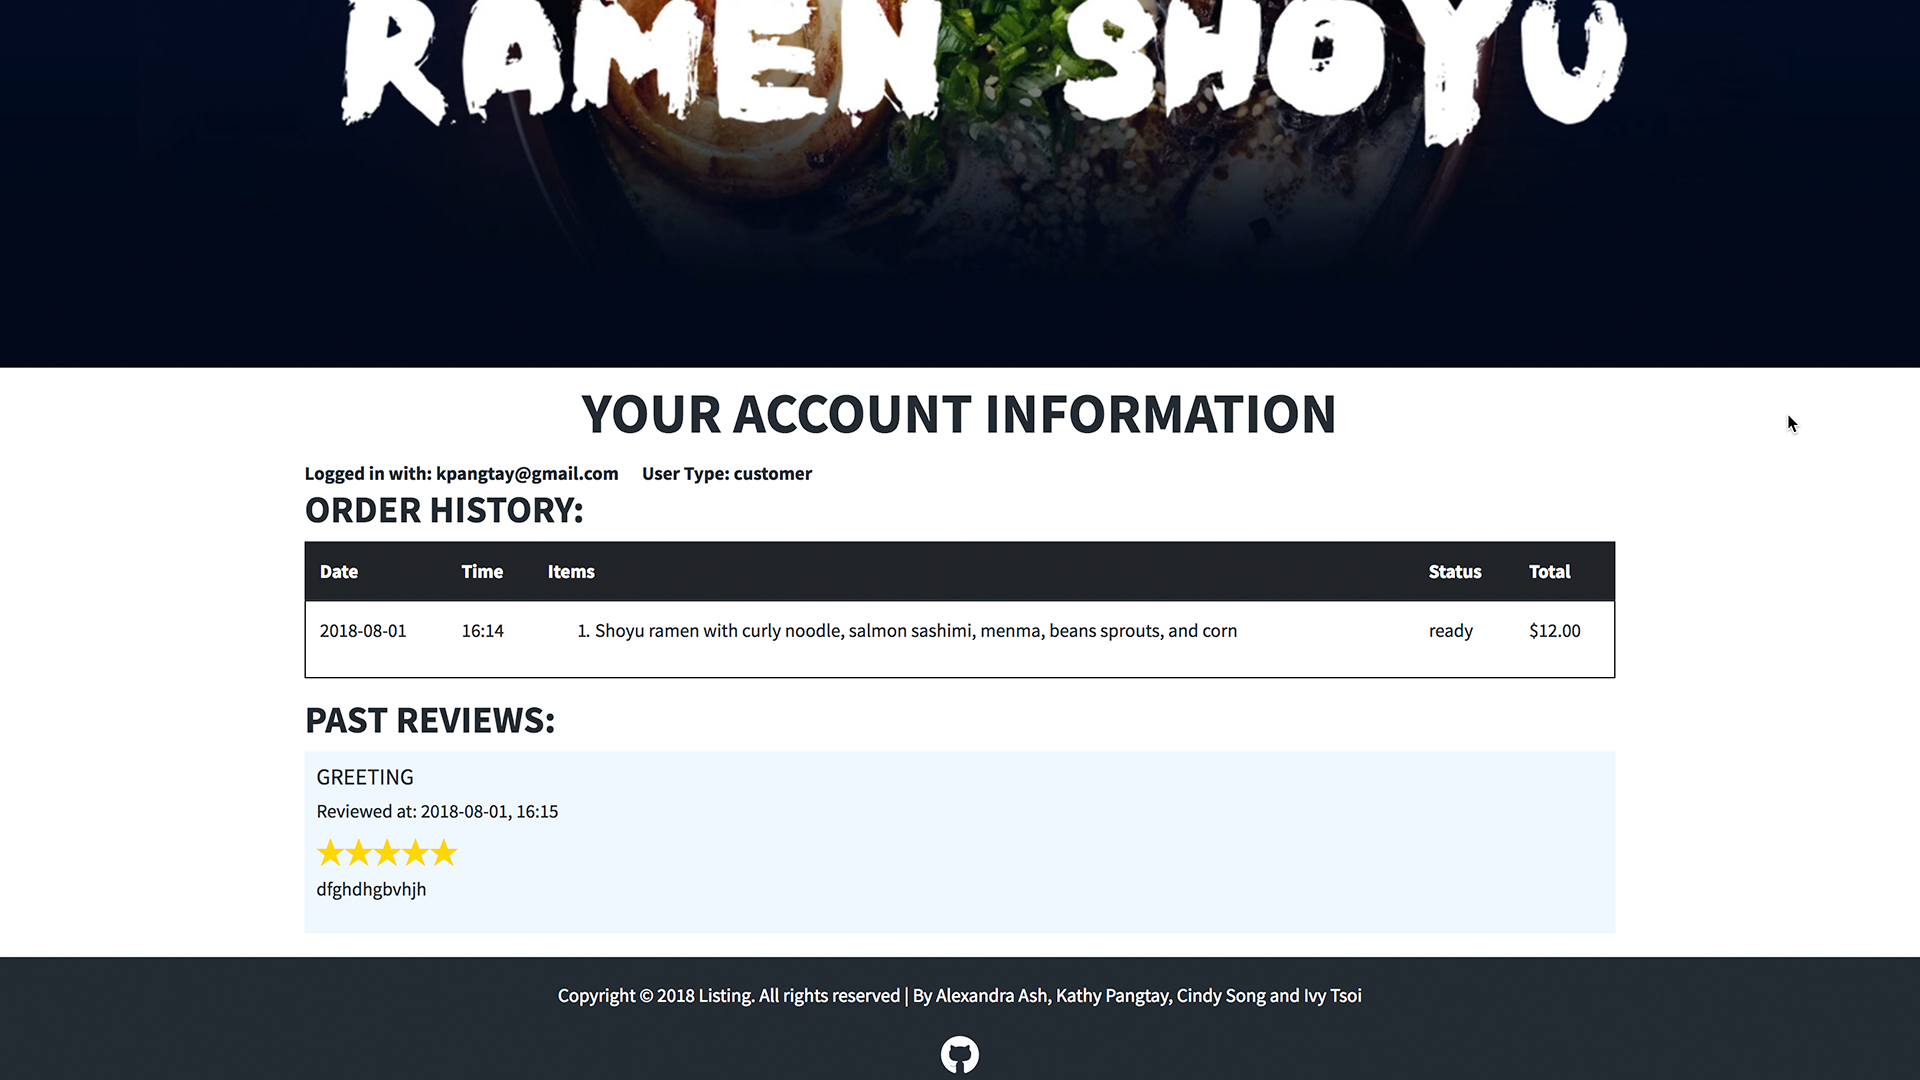 RAMEN SHOYU
YOUR ACCOUNT INFORMATION
Logged in with: kpangtay@gmail.com User Type: customer
ORDER HISTORY:
Date Time Items Status Total
2018-08-01 16:14 1. Shoyu ramen with curly noodle, salmon sashimi, menma, beans sprouts, and corn ready $12.00
PAST REVIEWS:
GREETING
Reviewed at: 2018-08-01, 16:15
★★★★★
dfghdhgbvhjh
Copyright © 2018 Listing. All rights reserved | By Alexandra Ash, Kathy Pangtay, Cindy Song and Ivy Tsoi